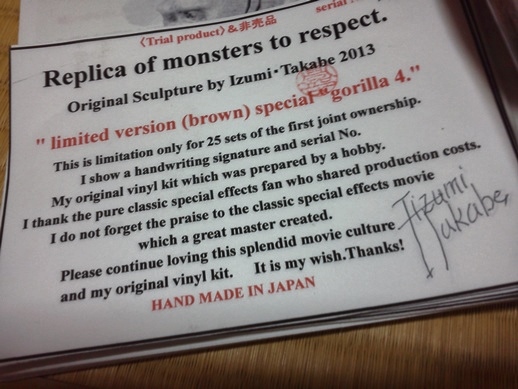 〈Trial product〉&非売品
serial
Replica of monsters to respect.
Original Sculpture by Izumi・Takabe 2013
" limited version (brown) special "gorilla 4."
This is limitation only for 25 sets of the first joint ownership.
I show a handwriting signature and serial No.
My original vinyl kit which was prepared by a hobby.
I thank the pure classic special effects fan who shared production costs.
I do not forget the praise to the classic special effects movie
which a great master created.
Please continue loving this splendid movie culture
and my original vinyl kit. It is my wish.Thanks!
HAND MADE IN JAPAN
Iizumi
Takabe